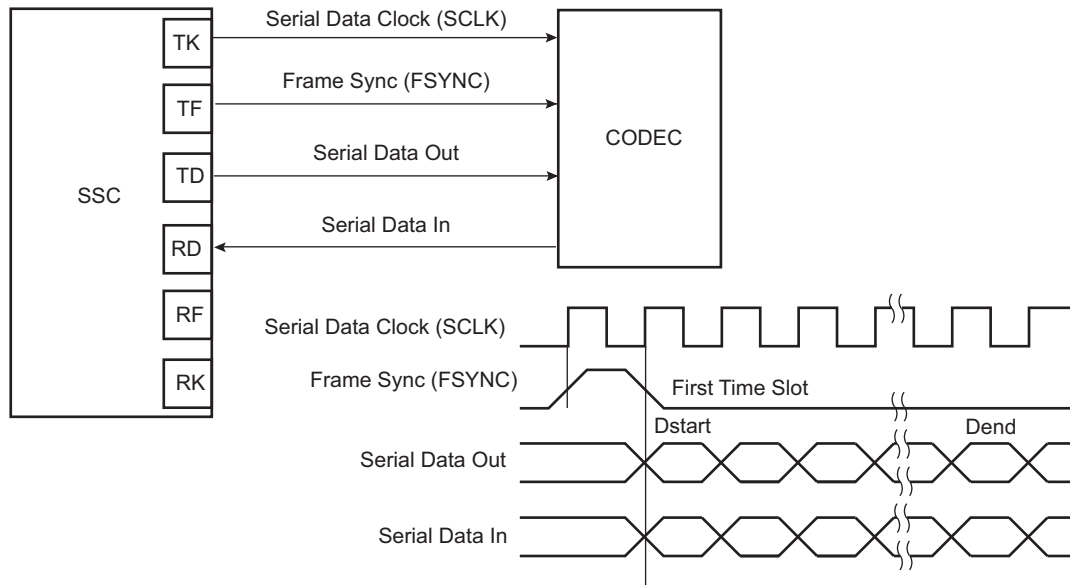 SSC
TK
TF
TD
RD
RF
RK
Serial Data Clock (SCLK)
Frame Sync (FSYNC)
Serial Data Out
Serial Data In
CODEC
Serial Data Clock (SCLK)
Frame Sync (FSYNC)
First Time Slot
Dstart
Dend
Serial Data Out
Serial Data In